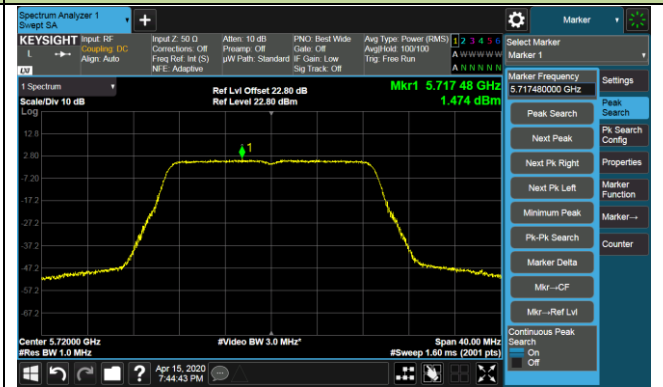 Spectrum Analyzer 1
Swept SA
+
Marker
KEYSIGHT
L
LXI
Input: RF
Coupling: DC
Align: Auto
Input Z: 50 Ω
Corrections: Off
Freq Ref: Int (S)
NFE: Adaptive
Atten: 10 dB
Preamp: Off
µW Path: Standard
PNO: Best Wide
Gate: Off
IF Gain: Low
Sig Track: Off
Avg Type: Power (RMS)
Avg|Hold: 100/100
Trig: Free Run
1 2 3 4 5 6
A W W W W W
A N N N N N
Select Marker
Marker 1
1 Spectrum
Scale/Div 10 dB
Log
Ref Lvl Offset 22.80 dB
Ref Level 22.80 dBm
Mkr1 5.717 48 GHz
1.474 dBm
12.8
2.80
-7.20
-17.2
-27.2
-37.2
-47.2
-57.2
-67.2
1
Center 5.72000 GHz
#Res BW 1.0 MHz
#Video BW 3.0 MHz*
Span 40.00 MHz
#Sweep 1.60 ms (2001 pts)
Marker Frequency
5.717480000 GHz
Peak Search
Next Peak
Next Pk Right
Next Pk Left
Minimum Peak
Pk-Pk Search
Marker Delta
Mkr→CF
Mkr→Ref Lvl
Continuous Peak
Search
On
Off
Settings
Peak
Search
Pk Search
Config
Properties
Marker
Function
Marker→
Counter
?
Apr 15, 2020
7:44:43 PM